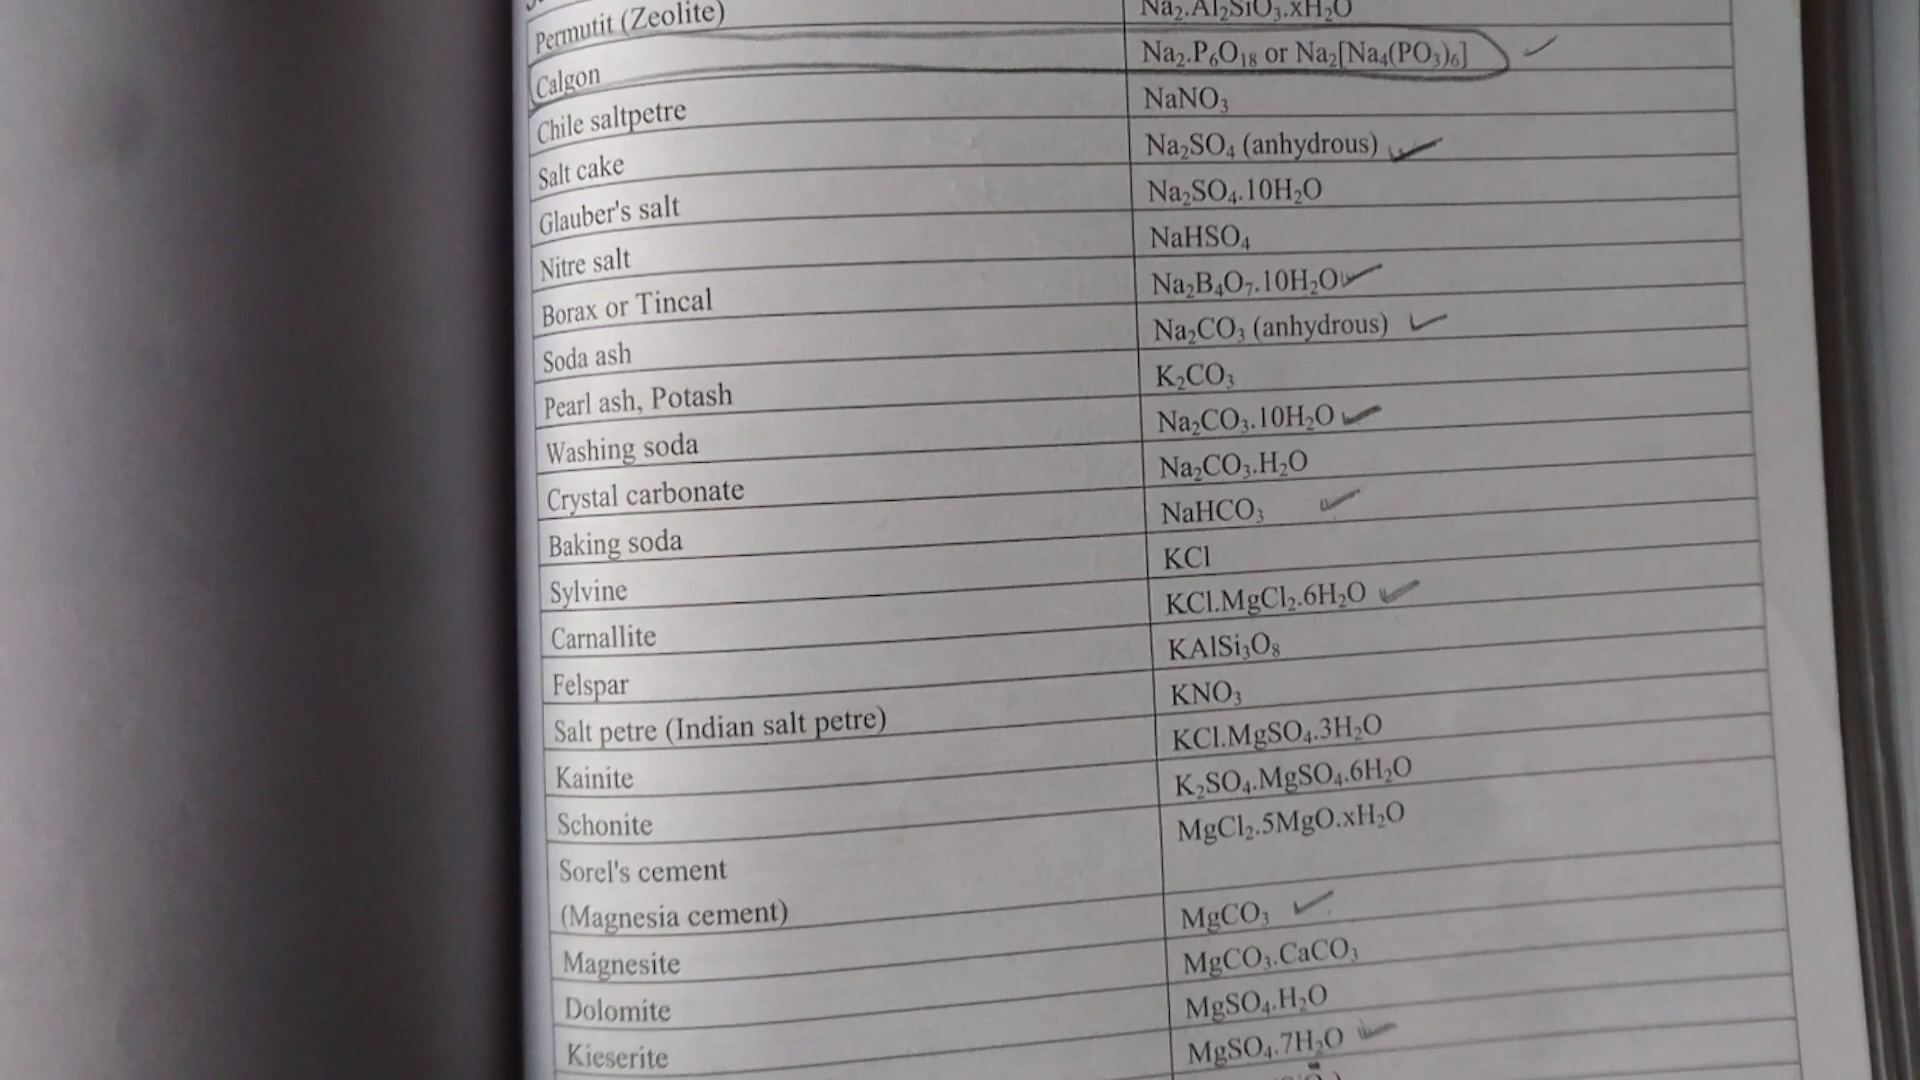 Permutit (Zeolite) Na₂.Al₂SiO₃.xH₂O
Calgon Na₂.P₆O₁₈ or Na₂[Na₄(PO₃)₆]
Chile saltpetre NaNO₃
Salt cake Na₂SO₄ (anhydrous)
Glauber's salt Na₂SO₄.10H₂O
Nitre salt NaHSO₄
Borax or Tincal Na₂B₄O₇.10H₂O
Soda ash Na₂CO₃ (anhydrous)
Pearl ash, Potash K₂CO₃
Washing soda Na₂CO₃.10H₂O
Crystal carbonate Na₂CO₃.H₂O
Baking soda NaHCO₃
Sylvine KCl
Carnallite KCl.MgCl₂.6H₂O
Felspar KAlSi₃O₈
Salt petre (Indian salt petre) KNO₃
Kainite KCl.MgSO₄.3H₂O
Schonite K₂SO₄.MgSO₄.6H₂O
Sorel's cement MgCl₂.5MgO.xH₂O
(Magnesia cement)
Magnesite MgCO₃
Dolomite MgCO₃.CaCO₃
Kieserite MgSO₄.H₂O
MgSO₄.7H₂O